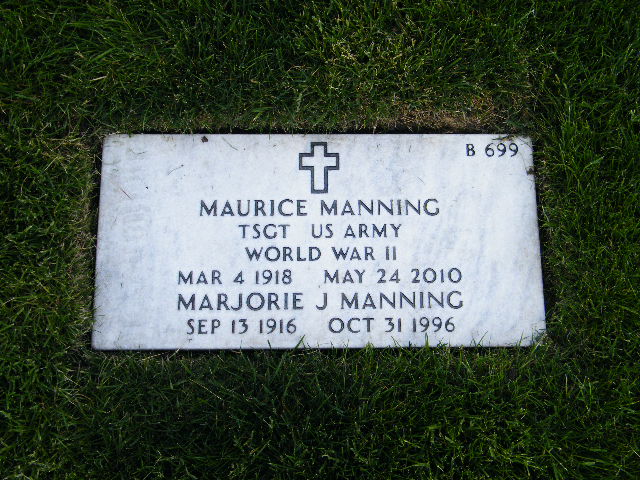 B 699
MAURICE MANNING
TSGT US ARMY
WORLD WAR II
MAR 4 1918 MAY 24 2010
MARJORIE J MANNING
SEP 13 1916 OCT 31 1996